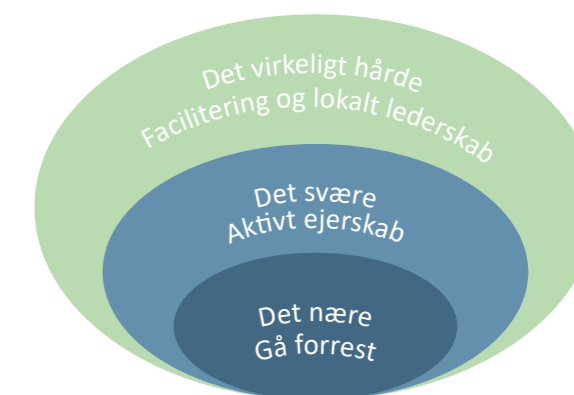 Det virkeligt hårde
Facilitering og lokalt lederskab
Det svære
Aktivt ejerskab
Det nære
Gå forrest